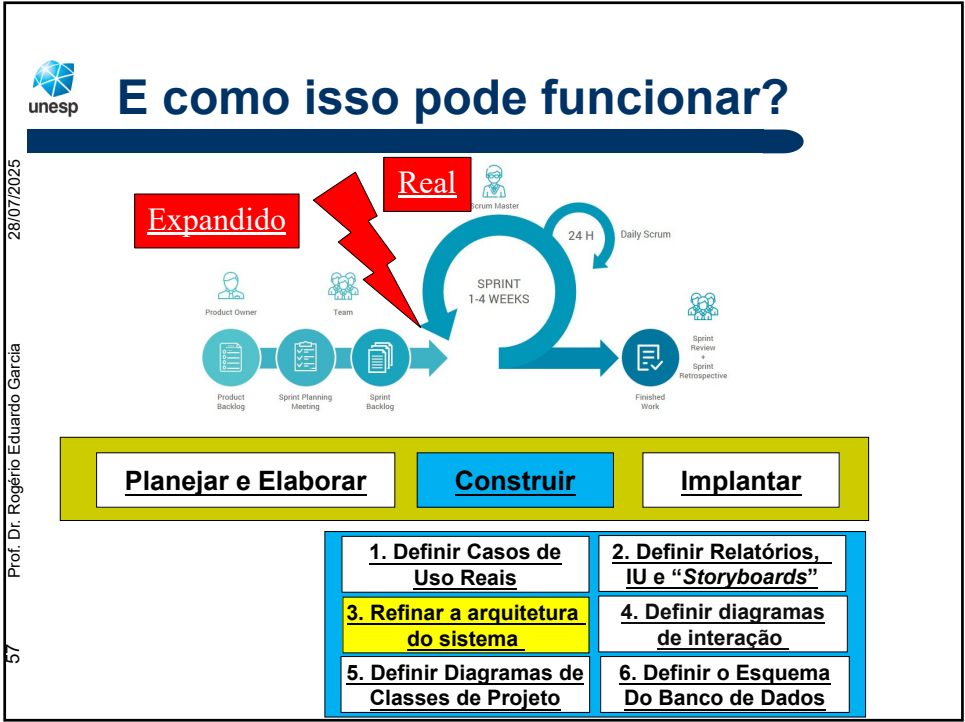 unesp
E como isso pode funcionar?
28/07/2025
Prof. Dr. Rogério Eduardo Garcia
57
Expandido
Real
Scrum Master
24 H
Daily Scrum
SPRINT
1-4 WEEKS
Product Owner
Team
Product
Backlog
Sprint Planning
Meeting
Sprint
Backlog
Sprint
Review
+
Sprint
Retrospective
Finished
Work
Planejar e Elaborar
Construir
Implantar
1. Definir Casos de
Uso Reais
2. Definir Relatórios,
IU e “Storyboards”
3. Refinar a arquitetura
do sistema
4. Definir diagramas
de interação
5. Definir Diagramas de
Classes de Projeto
6. Definir o Esquema
Do Banco de Dados